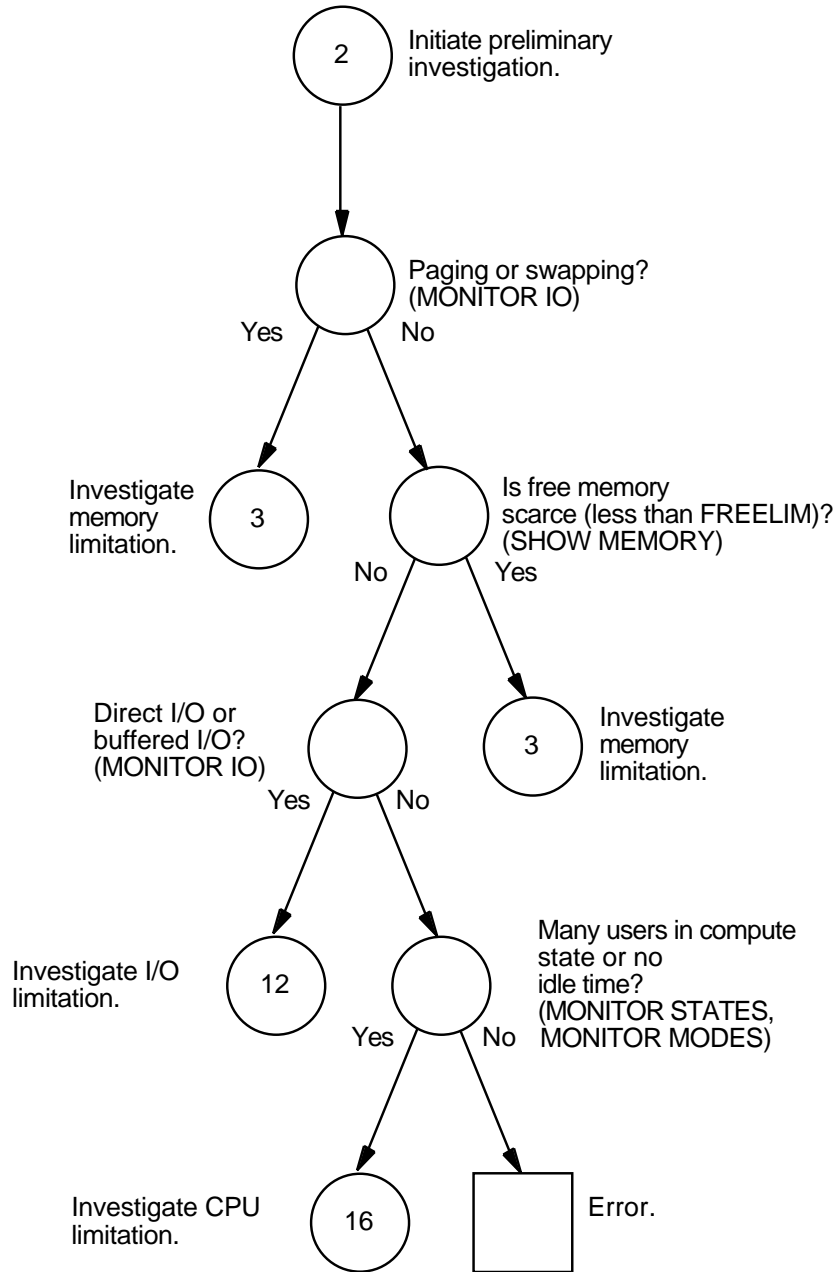 2
Initiate preliminary
investigation.
Paging or swapping?
(MONITOR IO)
Yes
No
Investigate
memory
limitation.
3
Is free memory
scarce (less than FREELIM)?
(SHOW MEMORY)
No
Yes
Direct I/O or
buffered I/O?
(MONITOR IO)
3
Investigate
memory
limitation.
Yes
No
Investigate I/O
limitation.
12
Many users in compute
state or no
idle time?
(MONITOR STATES,
MONITOR MODES)
Yes
No
Investigate CPU
limitation.
16
Error.